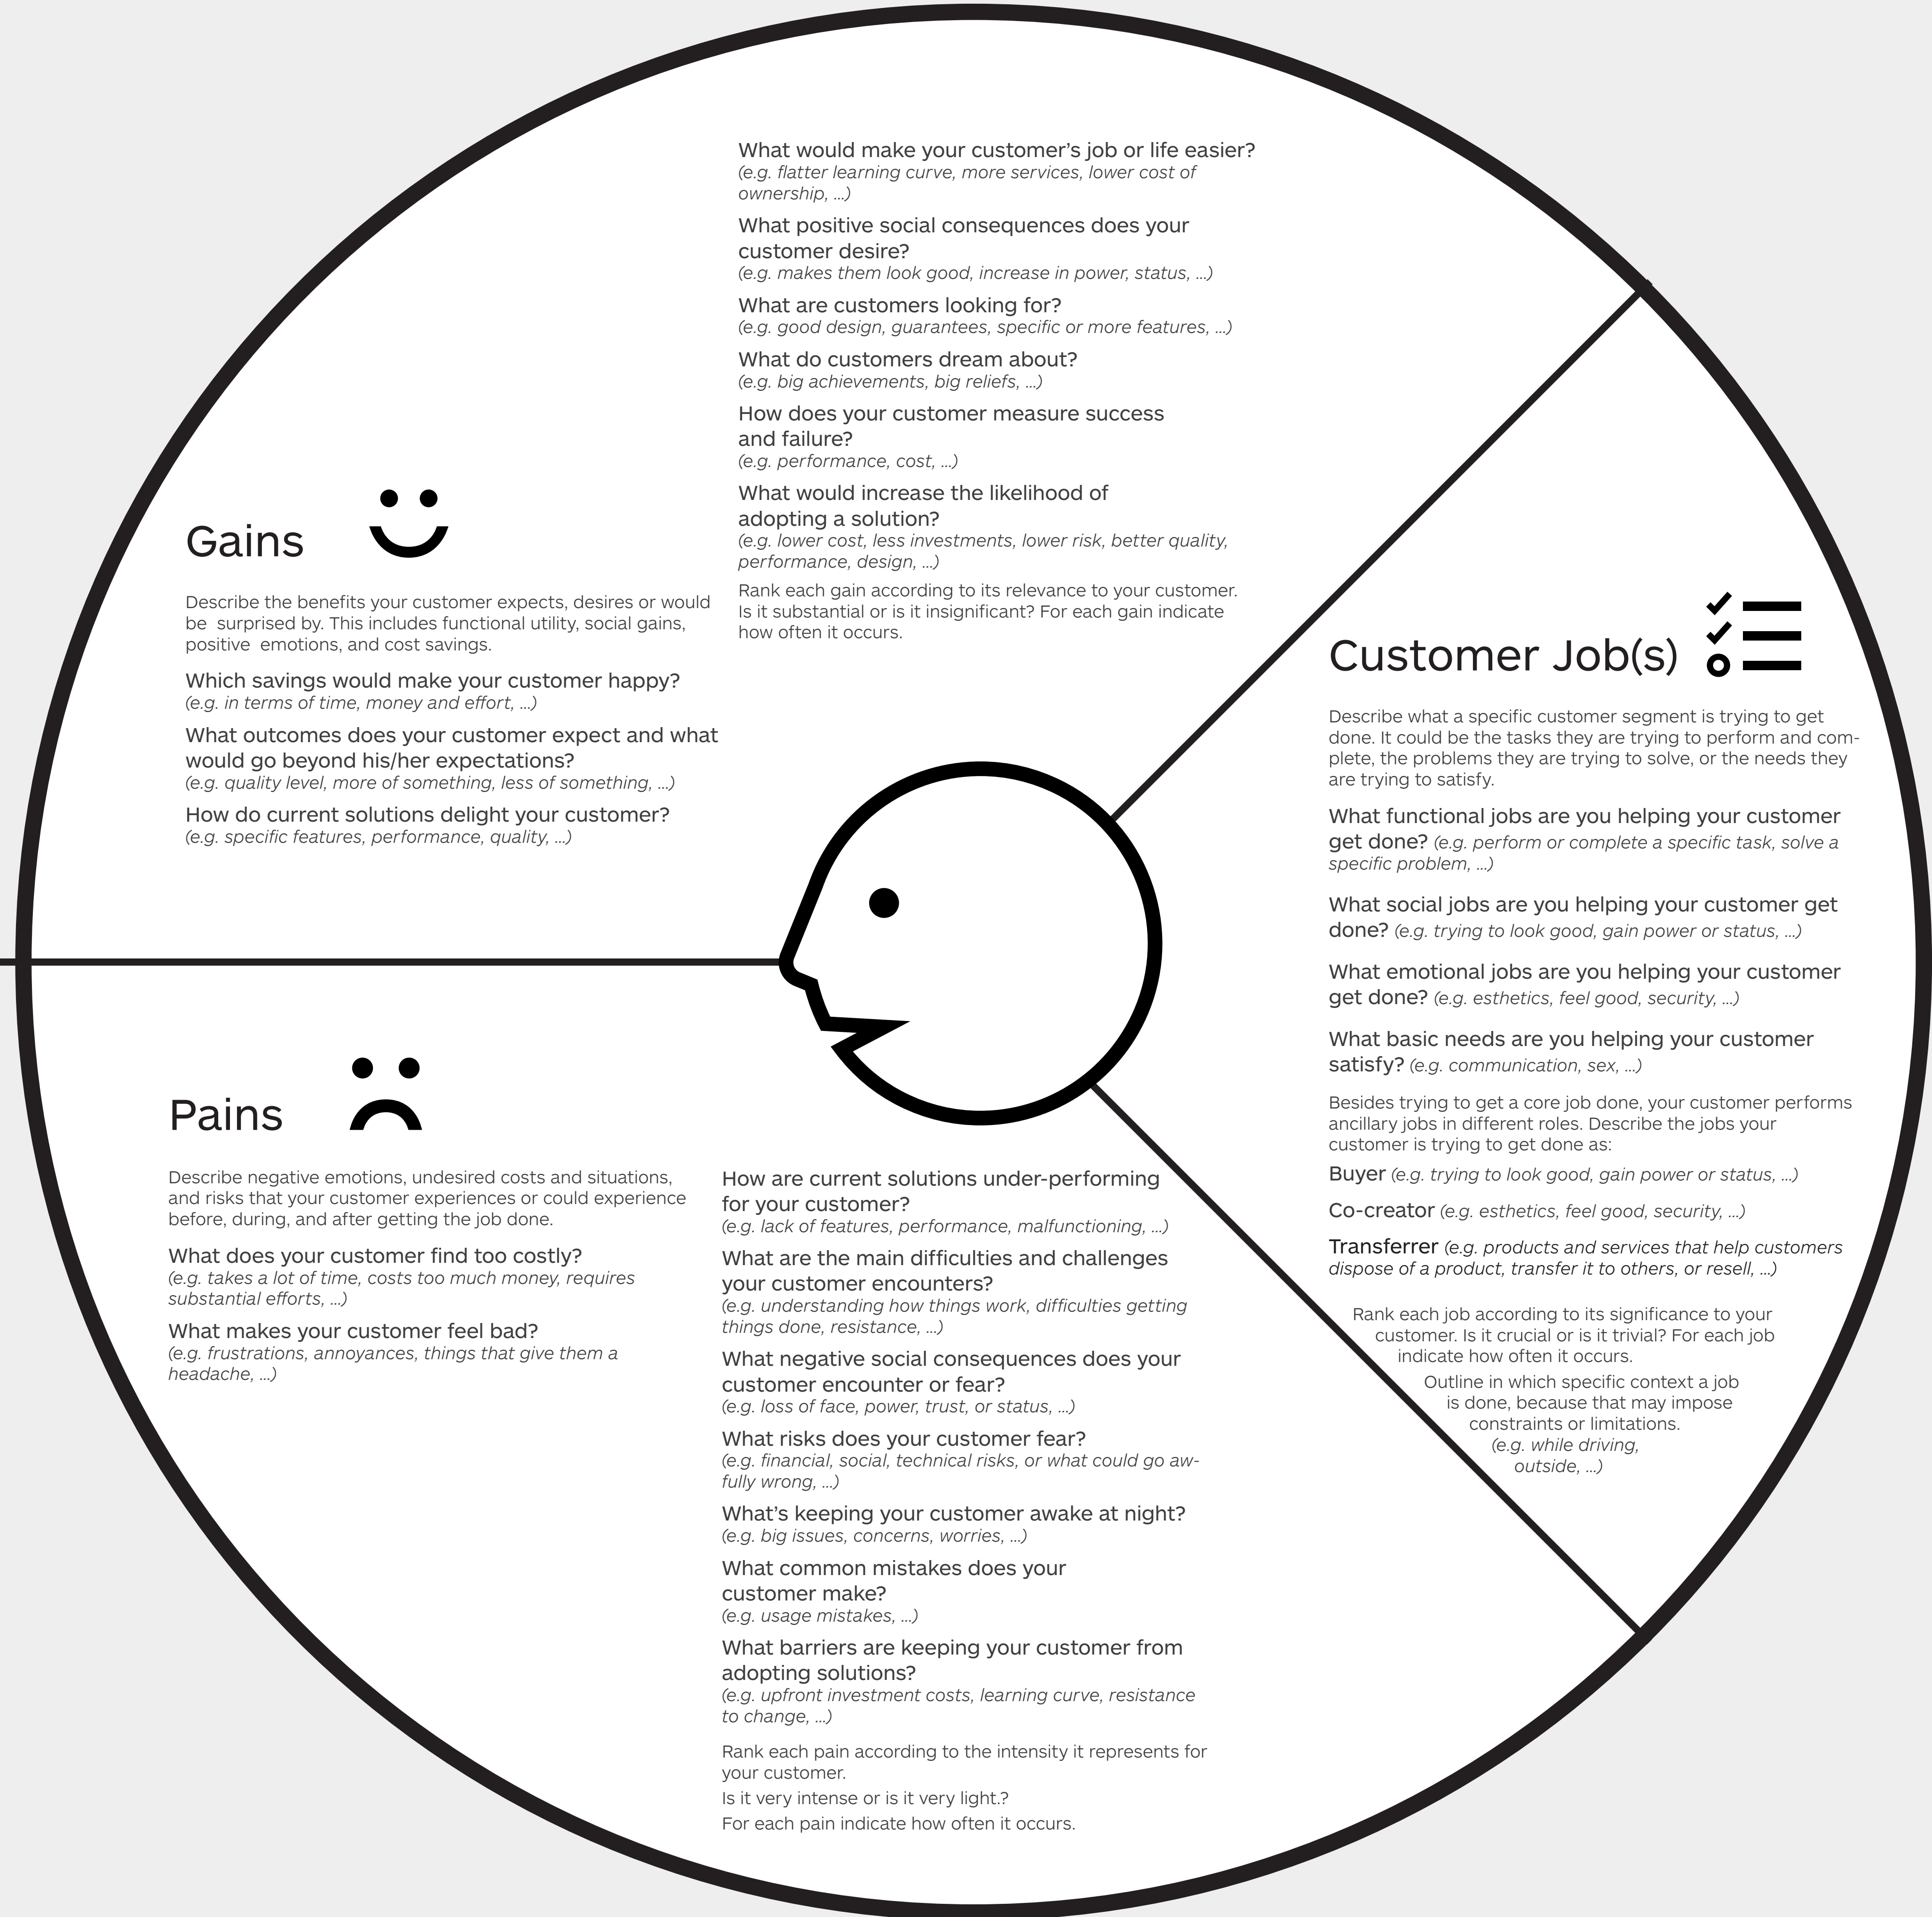 Gains
Describe the benefits your customer expects, desires or would
be  surprised by. This includes functional utility, social gains,
positive  emotions, and cost savings.
Which savings would make your customer happy?
(e.g. in terms of time, money and effort, ...)
What outcomes does your customer expect and what
would go beyond his/her expectations?
(e.g. quality level, more of something, less of something, ...)
How do current solutions delight your customer?
(e.g. specific features, performance, quality, ...)
What would make your customer’s job or life easier?
(e.g. flatter learning curve, more services, lower cost of
ownership, ...)
What positive social consequences does your
customer desire?
(e.g. makes them look good, increase in power, status, ...)
What are customers looking for?
(e.g. good design, guarantees, specific or more features, ...)
What do customers dream about?
(e.g. big achievements, big reliefs, ...)
How does your customer measure success
and failure?
(e.g. performance, cost, ...)
What would increase the likelihood of
adopting a solution?
(e.g. lower cost, less investments, lower risk, better quality,
performance, design, ...)
Rank each gain according to its relevance to your customer.
Is it substantial or is it insignificant? For each gain indicate
how often it occurs.
Customer Job(s)
Describe what a specific customer segment is trying to get
done. It could be the tasks they are trying to perform and com-
plete, the problems they are trying to solve, or the needs they
are trying to satisfy.
What functional jobs are you helping your customer
get done? (e.g. perform or complete a specific task, solve a
specific problem, ...)
What social jobs are you helping your customer get
done? (e.g. trying to look good, gain power or status, ...)
What emotional jobs are you helping your customer
get done? (e.g. esthetics, feel good, security, ...)
What basic needs are you helping your customer
satisfy? (e.g. communication, sex, ...)
Besides trying to get a core job done, your customer performs
ancillary jobs in different roles. Describe the jobs your
customer is trying to get done as:
Buyer (e.g. trying to look good, gain power or status, ...)
Co-creator (e.g. esthetics, feel good, security, ...)
Transferrer (e.g. products and services that help customers
dispose of a product, transfer it to others, or resell, ...)
Rank each job according to its significance to your
customer. Is it crucial or is it trivial? For each job
indicate how often it occurs.
Outline in which specific context a job
is done, because that may impose
constraints or limitations.
(e.g. while driving,
outside, ...)
Pains
Describe negative emotions, undesired costs and situations,
and risks that your customer experiences or could experience
before, during, and after getting the job done.
What does your customer find too costly?
(e.g. takes a lot of time, costs too much money, requires
substantial efforts, ...)
What makes your customer feel bad?
(e.g. frustrations, annoyances, things that give them a
headache, ...)
How are current solutions under-performing
for your customer?
(e.g. lack of features, performance, malfunctioning, ...)
What are the main difficulties and challenges
your customer encounters?
(e.g. understanding how things work, difficulties getting
things done, resistance, ...)
What negative social consequences does your
customer encounter or fear?
(e.g. loss of face, power, trust, or status, ...)
What risks does your customer fear?
(e.g. financial, social, technical risks, or what could go aw-
fully wrong, ...)
What’s keeping your customer awake at night?
(e.g. big issues, concerns, worries, ...)
What common mistakes does your
customer make?
(e.g. usage mistakes, ...)
What barriers are keeping your customer from
adopting solutions?
(e.g. upfront investment costs, learning curve, resistance
to change, ...)
Rank each pain according to the intensity it represents for
your customer.
Is it very intense or is it very light.?
For each pain indicate how often it occurs.